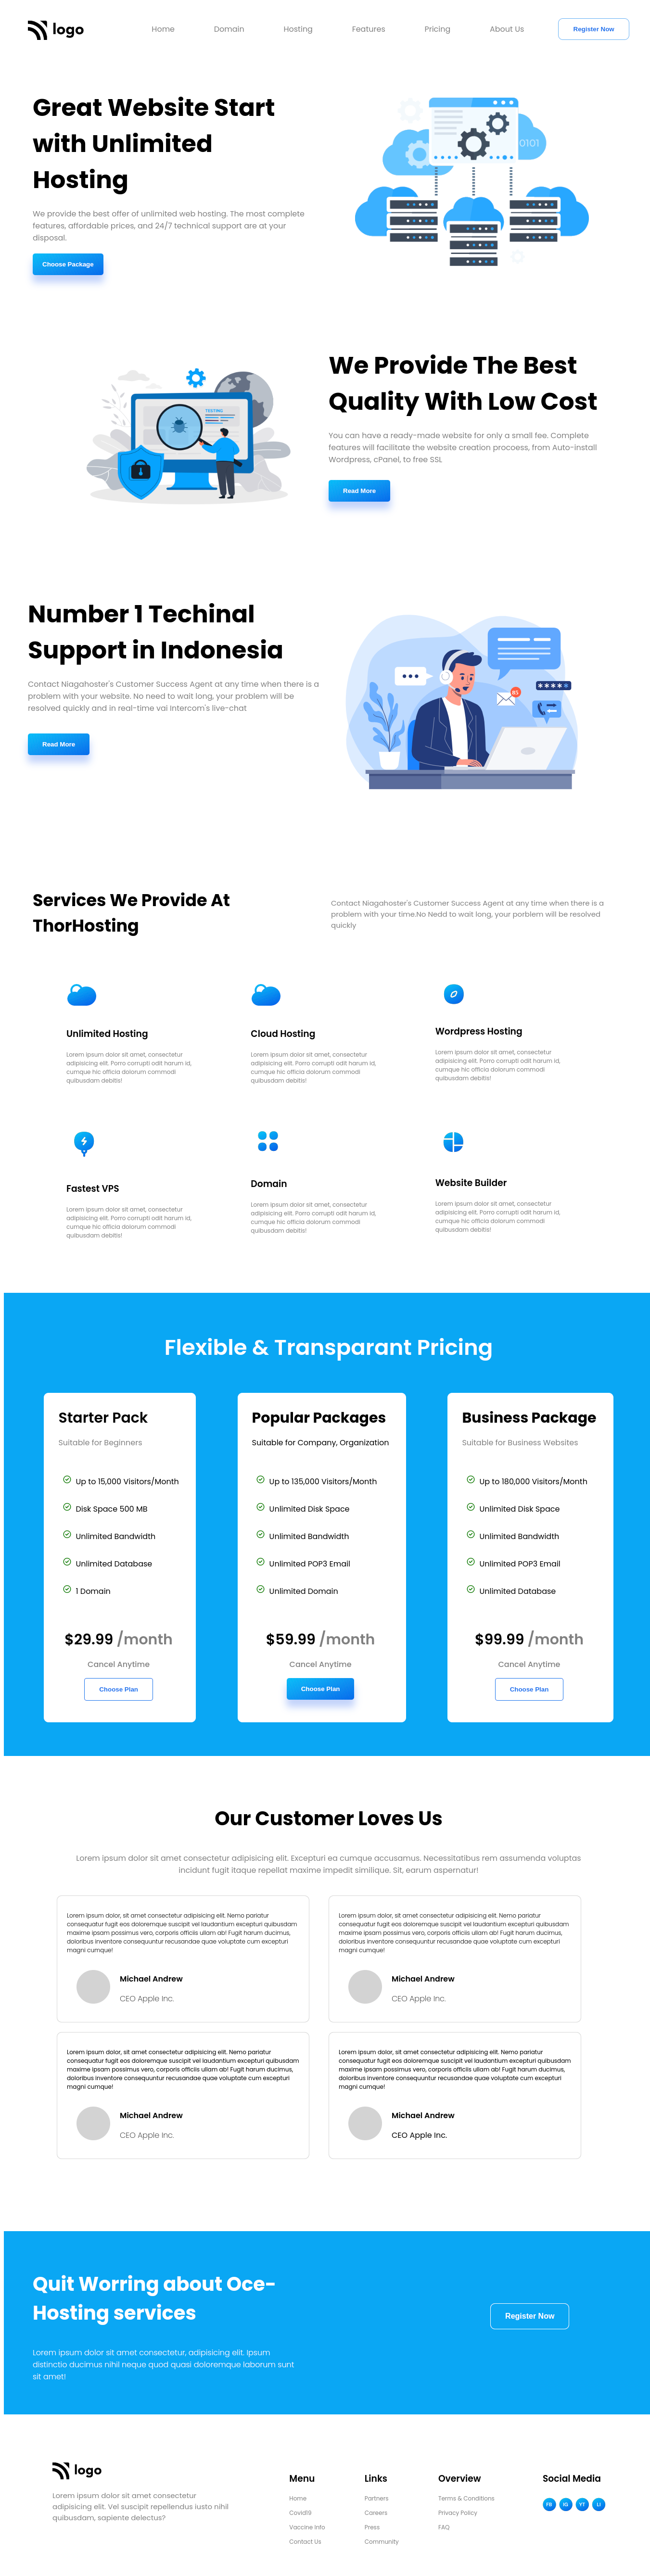 logo
Home
Domain
Hosting
Features
Pricing
About Us
Register Now
Great Website Start
with Unlimited
Hosting
We provide the best offer of unlimited web hosting. The most complete
features, affordable prices, and 24/7 technical support are at your
disposal.
Choose Package
0101
TESTING
We Provide The Best
Quality With Low Cost
You can have a ready-made website for only a small fee. Complete
features will facilitate the website creation procoess, from Auto-install
Wordpress, cPanel, to free SSL
Read More
Number 1 Techinal
Support in Indonesia
Contact Niagahoster's Customer Success Agent at any time when there is a
problem with your website. No need to wait long, your problem will be
resolved quickly and in real-time vai Intercom's live-chat
Read More
Services We Provide At
ThorHosting
Contact Niagahoster's Customer Success Agent at any time when there is a
problem with your time.No Nedd to wait long, your porblem will be resolved
quickly
Unlimited Hosting
Lorem ipsum dolor sit amet, consectetur
adipisicing elit. Porro corrupti odit harum id,
cumque hic officia dolorum commodi
quibusdam debitis!
Cloud Hosting
Lorem ipsum dolor sit amet, consectetur
adipisicing elit. Porro corrupti odit harum id,
cumque hic officia dolorum commodi
quibusdam debitis!
Wordpress Hosting
Lorem ipsum dolor sit amet, consectetur
adipisicing elit. Porro corrupti odit harum id,
cumque hic officia dolorum commodi
quibusdam debitis!
Fastest VPS
Lorem ipsum dolor sit amet, consectetur
adipisicing elit. Porro corrupti odit harum id,
cumque hic officia dolorum commodi
quibusdam debitis!
Domain
Lorem ipsum dolor sit amet, consectetur
adipisicing elit. Porro corrupti odit harum id,
cumque hic officia dolorum commodi
quibusdam debitis!
Website Builder
Lorem ipsum dolor sit amet, consectetur
adipisicing elit. Porro corrupti odit harum id,
cumque hic officia dolorum commodi
quibusdam debitis!
Flexible & Transparant Pricing
Starter Pack
Suitable for Beginners
Up to 15,000 Visitors/Month
Disk Space 500 MB
Unlimited Bandwidth
Unlimited Database
1 Domain
$29.99 /month
Cancel Anytime
Choose Plan
Popular Packages
Suitable for Company, Organization
Up to 135,000 Visitors/Month
Unlimited Disk Space
Unlimited Bandwidth
Unlimited POP3 Email
Unlimited Domain
$59.99 /month
Cancel Anytime
Choose Plan
Business Package
Suitable for Business Websites
Up to 180,000 Visitors/Month
Unlimited Disk Space
Unlimited Bandwidth
Unlimited POP3 Email
Unlimited Database
$99.99 /month
Cancel Anytime
Choose Plan
Our Customer Loves Us
Lorem ipsum dolor sit amet consectetur adipisicing elit. Excepturi ea cumque accusamus. Necessitatibus rem assumenda voluptas
incidunt fugit itaque repellat maxime impedit similique. Sit, earum aspernatur!
Lorem ipsum dolor, sit amet consectetur adipisicing elit. Nemo pariatur
consequatur fugit eos doloremque suscipit vel laudantium excepturi quibusdam
maxime ipsam possimus vero, corporis officiis ullam ab! Fugit harum ducimus,
doloribus inventore consequuntur recusandae quae voluptate cum excepturi
magni cumque!
Michael Andrew
CEO Apple Inc.
Lorem ipsum dolor, sit amet consectetur adipisicing elit. Nemo pariatur
consequatur fugit eos doloremque suscipit vel laudantium excepturi quibusdam
maxime ipsam possimus vero, corporis officiis ullam ab! Fugit harum ducimus,
doloribus inventore consequuntur recusandae quae voluptate cum excepturi
magni cumque!
Michael Andrew
CEO Apple Inc.
Lorem ipsum dolor, sit amet consectetur adipisicing elit. Nemo pariatur
consequatur fugit eos doloremque suscipit vel laudantium excepturi quibusdam
maxime ipsam possimus vero, corporis officiis ullam ab! Fugit harum ducimus,
doloribus inventore consequuntur recusandae quae voluptate cum excepturi
magni cumque!
Michael Andrew
CEO Apple Inc.
Lorem ipsum dolor, sit amet consectetur adipisicing elit. Nemo pariatur
consequatur fugit eos doloremque suscipit vel laudantium excepturi quibusdam
maxime ipsam possimus vero, corporis officiis ullam ab! Fugit harum ducimus,
doloribus inventore consequuntur recusandae quae voluptate cum excepturi
magni cumque!
Michael Andrew
CEO Apple Inc.
Quit Worring about Oce-
Hosting services
Lorem ipsum dolor sit amet consectetur, adipisicing elit. Ipsum
distinctio ducimus nihil neque quod quasi doloremque laborum sunt
sit amet!
Register Now
logo
Lorem ipsum dolor sit amet consectetur
adipisicing elit. Vel suscipit repellendus iusto nihil
quibusdam, sapiente delectus?
Menu
Home
Covid19
Vaccine Info
Contact Us
Links
Partners
Careers
Press
Community
Overview
Terms & Conditions
Privacy Policy
FAQ
Social Media
FB
IG
YT
LI